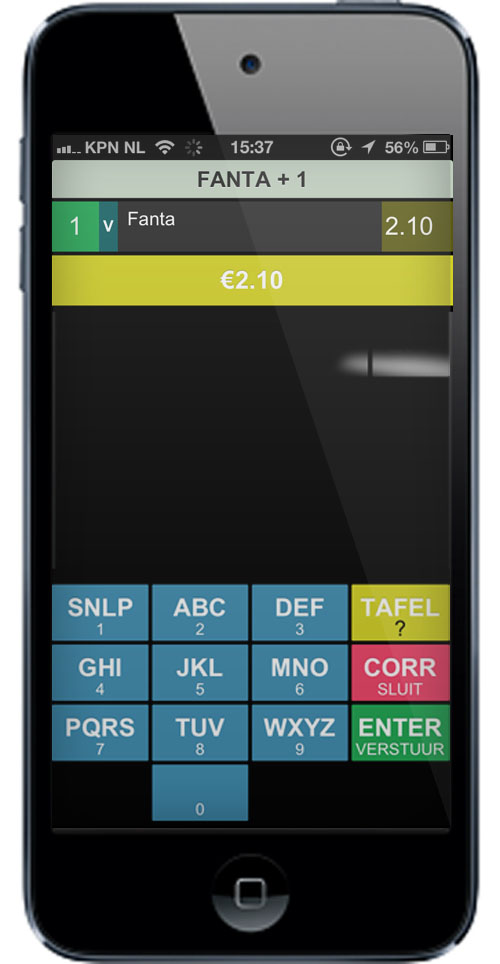 KPN NL 15:37 56%
FANTA + 1
1 v Fanta 2.10
€2.10
SNLP ABC DEF TAFEL
1 2 3 ?
GHI JKL MNO CORR
4 5 6 SLUIT
PQRS TUV WXYZ ENTER
7 8 9 VERSTUUR
0